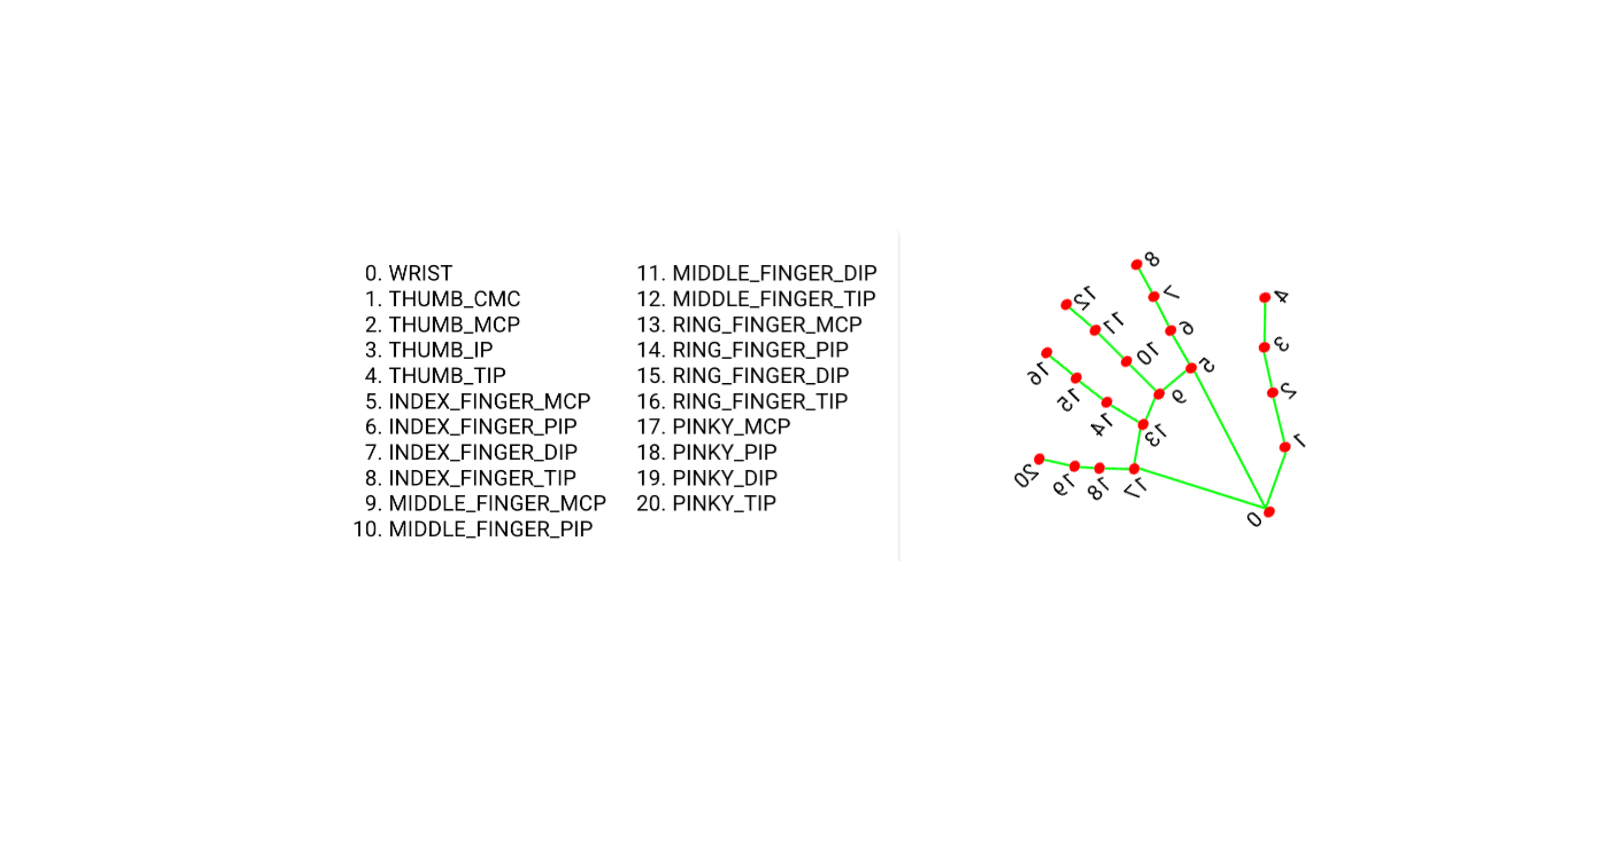 0. WRIST
1. THUMB_CMC
2. THUMB_MCP
3. THUMB_IP
4. THUMB_TIP
5. INDEX_FINGER_MCP
6. INDEX_FINGER_PIP
7. INDEX_FINGER_DIP
8. INDEX_FINGER_TIP
9. MIDDLE_FINGER_MCP
10. MIDDLE_FINGER_PIP
11. MIDDLE_FINGER_DIP
12. MIDDLE_FINGER_TIP
13. RING_FINGER_MCP
14. RING_FINGER_PIP
15. RING_FINGER_DIP
16. RING_FINGER_TIP
17. PINKY_MCP
18. PINKY_PIP
19. PINKY_DIP
20. PINKY_TIP
8
12
7
4
11
6
3
10
16
5
15
2
9
14
13
1
20
19
18
17
0